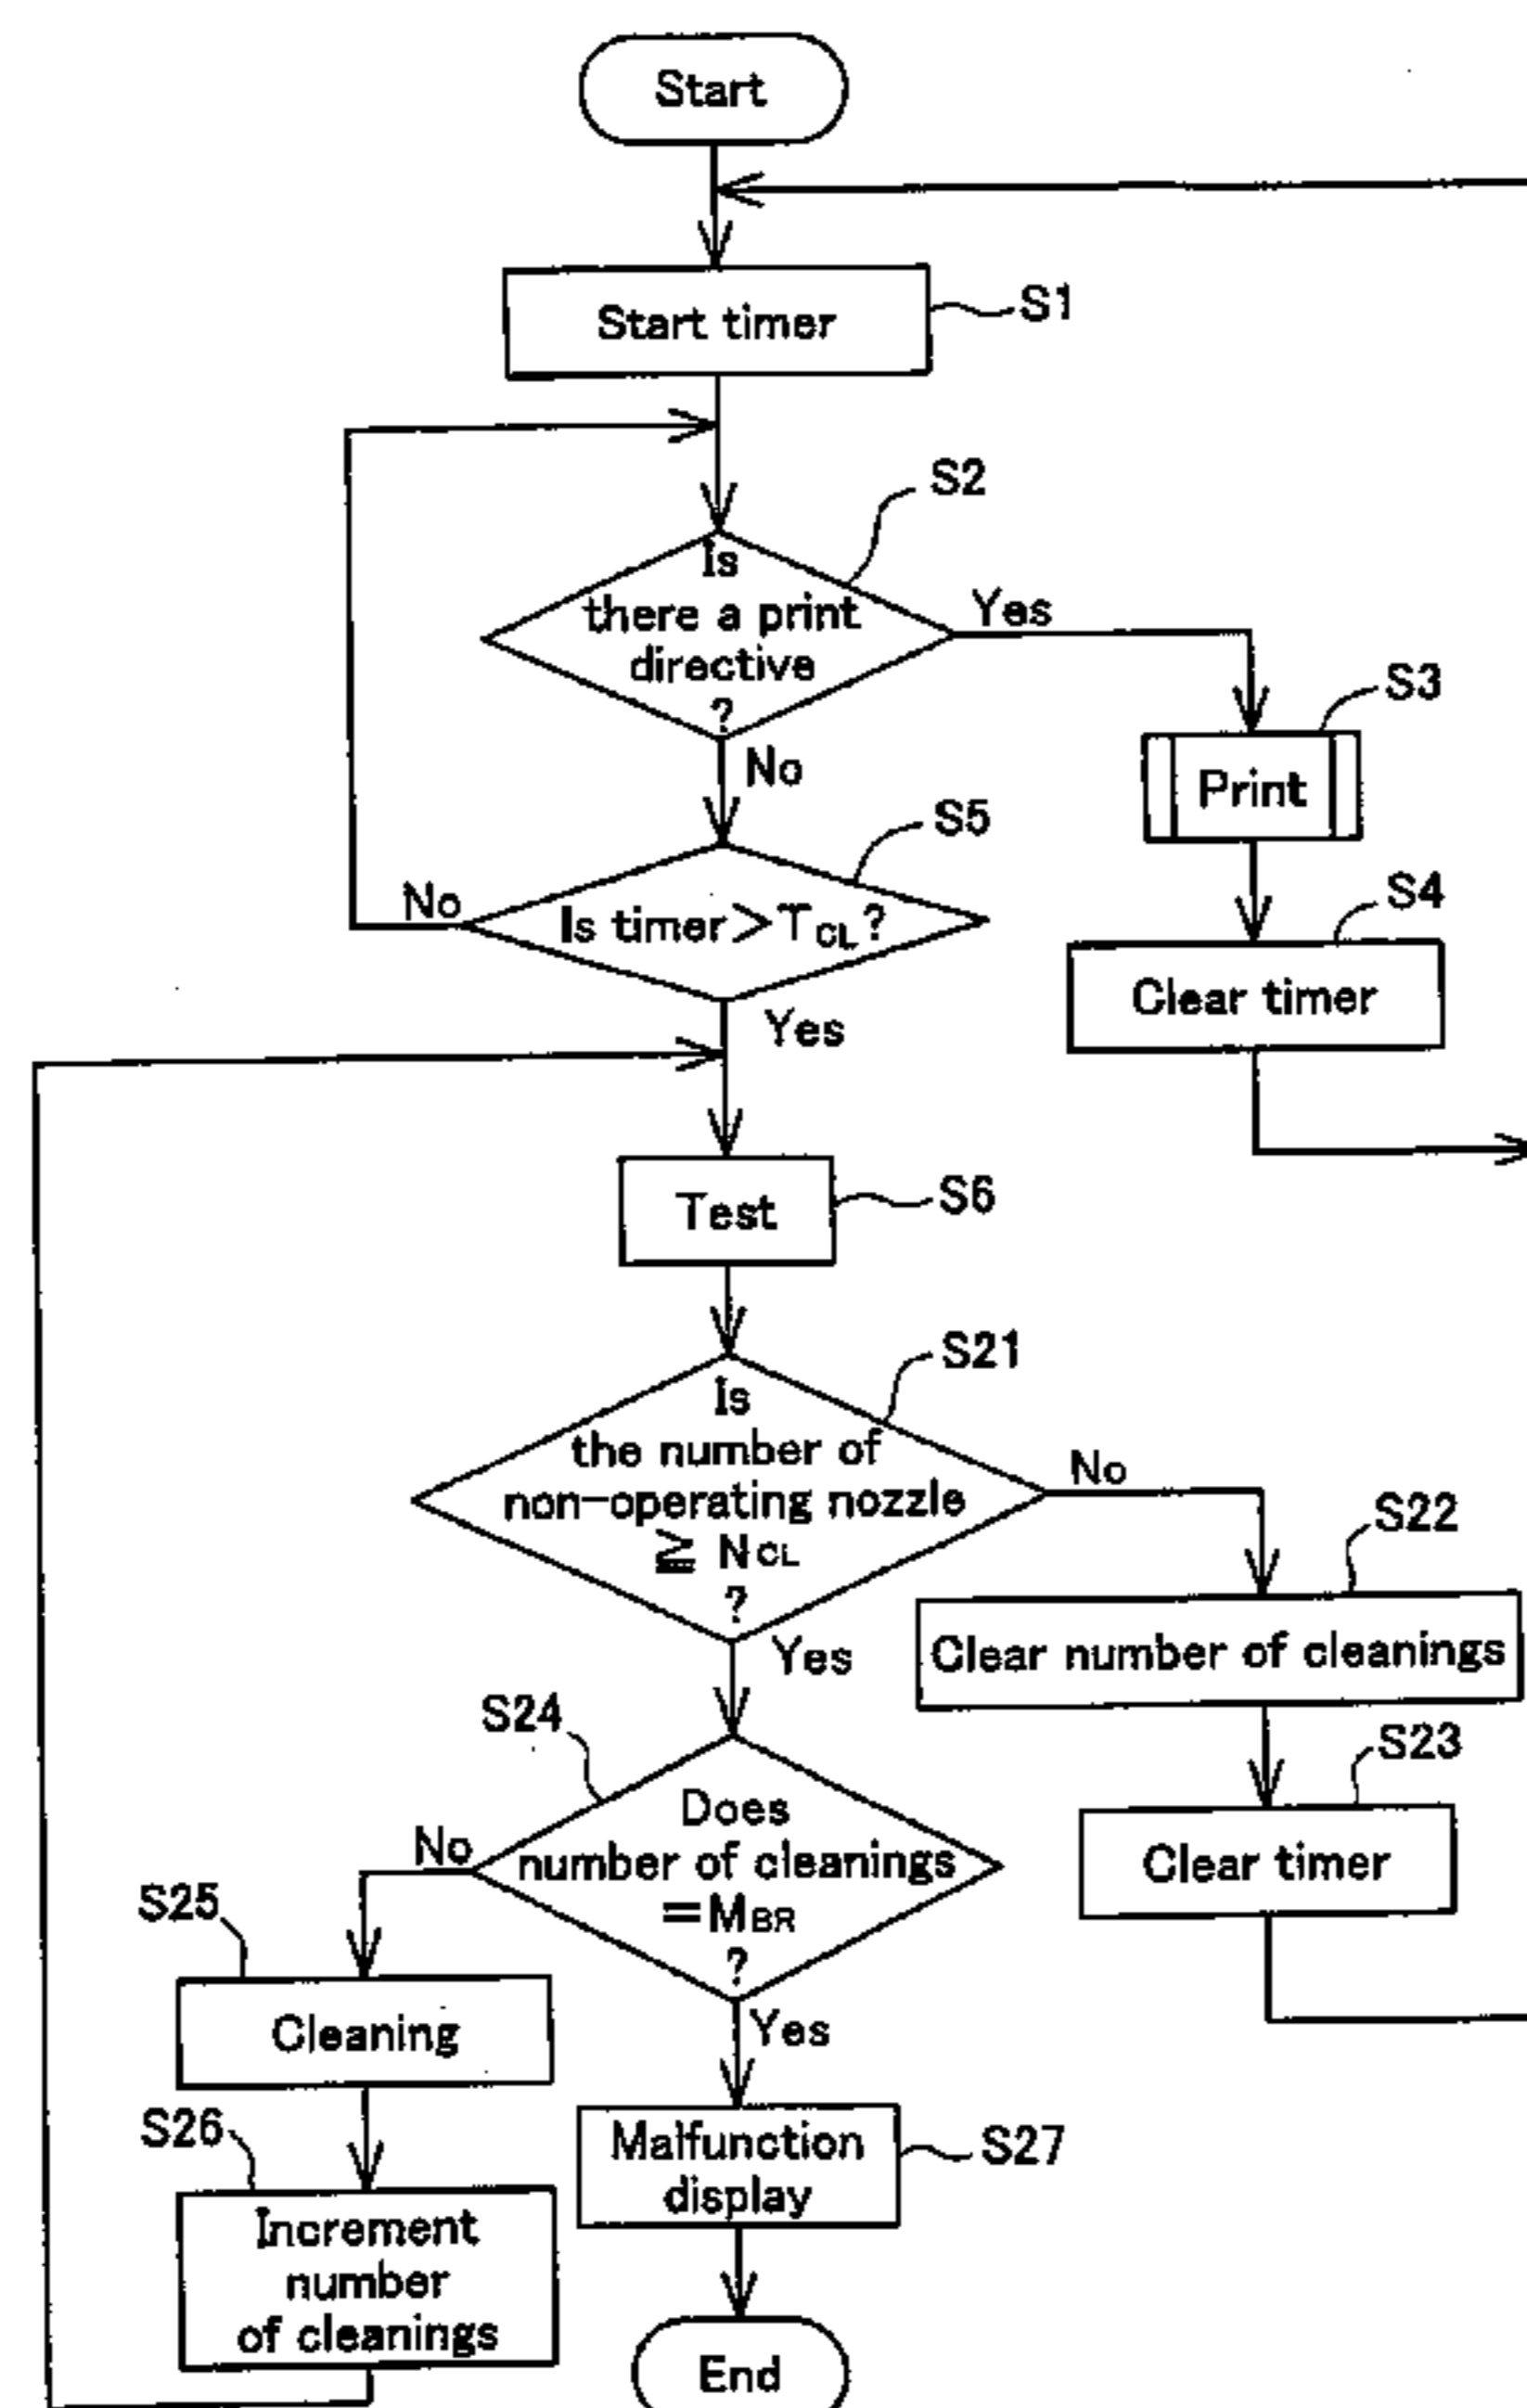 Start
Start timer
S1
S2
Is
there a print
directive
?
Yes
No
S3
Print
S5
Is timer>TCL?
No
Yes
S4
Clear timer
Test
S6
S21
Is
the number of
non-operating nozzle
≧ NCL
?
No
Yes
S22
Clear number of cleanings
S23
Clear timer
S24
Does
number of cleanings
=MBR
?
No
Yes
S25
Cleaning
S26
Increment
number
of cleanings
Malfunction
display
S27
End